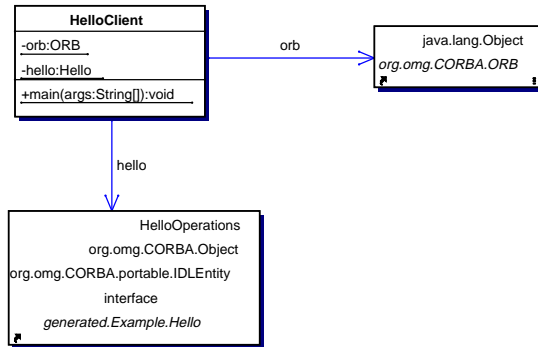 HelloClient
-orb:ORB
-hello:Hello
+main(args:String[]):void
orb
java.lang.Object
org.omg.CORBA.ORB
hello
HelloOperations
org.omg.CORBA.Object
org.omg.CORBA.portable.IDLEntity
interface
generated.Example.Hello